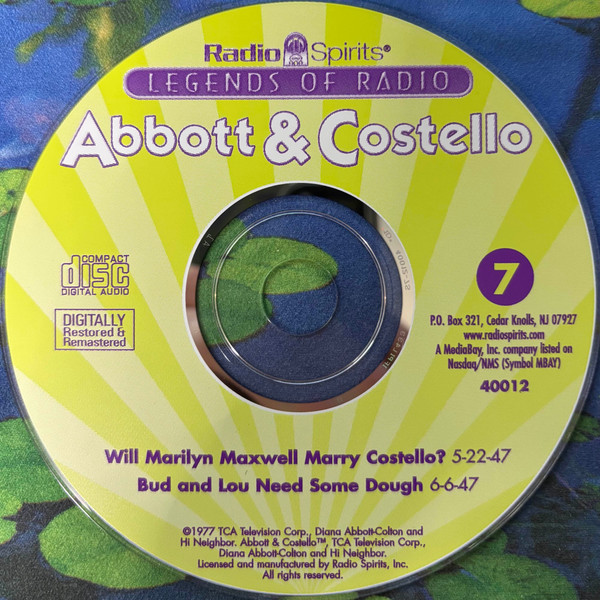 Radio Spirits®
LEGENDS OF RADIO
Abbott & Costello
COMPACT
disc
DIGITAL AUDIO
DIGITALLY
Restored &
Remastered
7
P.O. Box 321, Cedar Knolls, NJ 07927
www.radiospirits.com
A MediaBay, Inc. company listed on
Nasdaq/NMS (Symbol MBAY)
40012
Will Marilyn Maxwell Marry Costello? 5-22-47
Bud and Lou Need Some Dough 6-6-47
©1977 TCA Television Corp., Diana Abbott-Colton and
Hi Neighbor. Abbott & Costello™, TCA Television Corp.,
Diana Abbott-Colton and Hi Neighbor.
Licensed and manufactured by Radio Spirits, Inc.
All rights reserved.